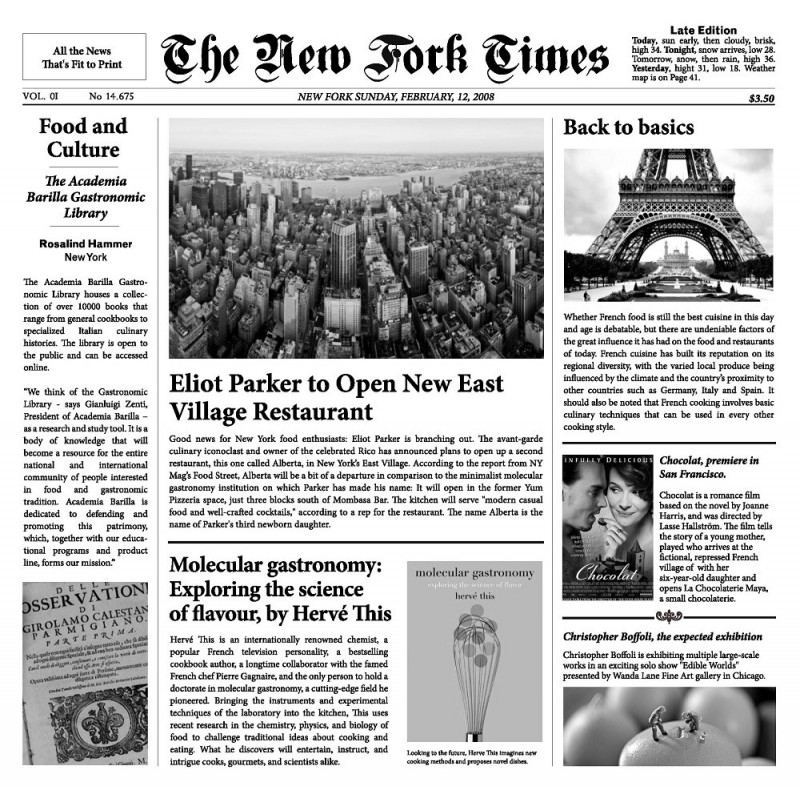 All the News
That's Fit to Print
The New Fork Times
Late Edition
Today, sun early, then cloudy, brisk,
high 34. Tonight, snow arrives, low 28.
Tomorrow, snow, then rain, high 36.
Yesterday, hight 31, low 18. Weather
map is on Page 41.
VOL. 0I No 14.675
NEW FORK SUNDAY, FEBRUARY, 12, 2008
$3.50
Food and
Culture
The Academia
Barilla Gastronomic
Library
Rosalind Hammer
New York
The Academia Barilla Gastro-
nomic Library houses a collec-
tion of over 10000 books that
range from general cookbooks to
specialized Italian culinary
histories. The library is open to
the public and can be accessed
online.
"We think of the Gastronomic
Library - says Gianluigi Zenti,
President of Academia Barilla –
as a research and study tool. It is a
body of knowledge that will
become a resource for the entire
national and international
community of people interested
in food and gastronomic
tradition. Academia Barilla is
dedicated to defending and
promoting this patrimony,
which, together with our educa-
tional programs and product
line, forms our mission."
DELLE
OSSERVATION
DI
GIROLAMO CALESTAN
PARMIGIANO.
PARTE PRIMA.
Eliot Parker to Open New East
Village Restaurant
Good news for New York food enthusiasts: Eliot Parker is branching out. The avant-garde
culinary iconoclast and owner of the celebrated Rico has announced plans to open up a second
restaurant, this one called Alberta, in New York's East Village. According to the report from NY
Mag's Food Street, Alberta will be a bit of a departure in comparison to the minimalist molecular
gastronomy institution on which Parker has made his name: It will open in the former Yum
Pizzeria space, just three blocks south of Mombasa Bar. The kitchen will serve "modern casual
food and well-crafted cocktails," according to a rep for the restaurant. The name Alberta is the
name of Parker's third newborn daughter.
Molecular gastronomy:
Exploring the science
of flavour, by Hervé This
Hervé This is an internationally renowned chemist, a
popular French television personality, a bestselling
cookbook author, a longtime collaborator with the famed
French chef Pierre Gagnaire, and the only person to hold a
doctorate in molecular gastronomy, a cutting-edge field he
pioneered. Bringing the instruments and experimental
techniques of the laboratory into the kitchen, This uses
recent research in the chemistry, physics, and biology of
food to challenge traditional ideas about cooking and
eating. What he discovers will entertain, instruct, and
intrigue cooks, gourmets, and scientists alike.
molecular gastronomy
exploring the science of flavor
hervé this
Looking to the future, Herve This imagines new
cooking methods and proposes novel dishes.
Back to basics
Whether French food is still the best cuisine in this day
and age is debatable, but there are undeniable factors of
the great influence it has had on the food and restaurants
of today. French cuisine has built its reputation on its
regional diversity, with the varied local produce being
influenced by the climate and the country's proximity to
other countries such as Germany, Italy and Spain. It
should also be noted that French cooking involves basic
culinary techniques that can be used in every other
cooking style.
INFULLY DELICIOUS
Chocolat
Chocolat, premiere in
San Francisco.
Chocolat is a romance film
based on the novel by Joanne
Harris, and was directed by
Lasse Hallström. The film tells
the story of a young mother,
played who arrives at the
fictional, repressed French
village of with her
six-year-old daughter and
opens La Chocolaterie Maya,
a small chocolaterie.
Christopher Boffoli, the expected exhibition
Christopher Boffoli is exhibiting multiple large-scale
works in an exciting solo show "Edible Worlds"
presented by Wanda Lane Fine Art gallery in Chicago.